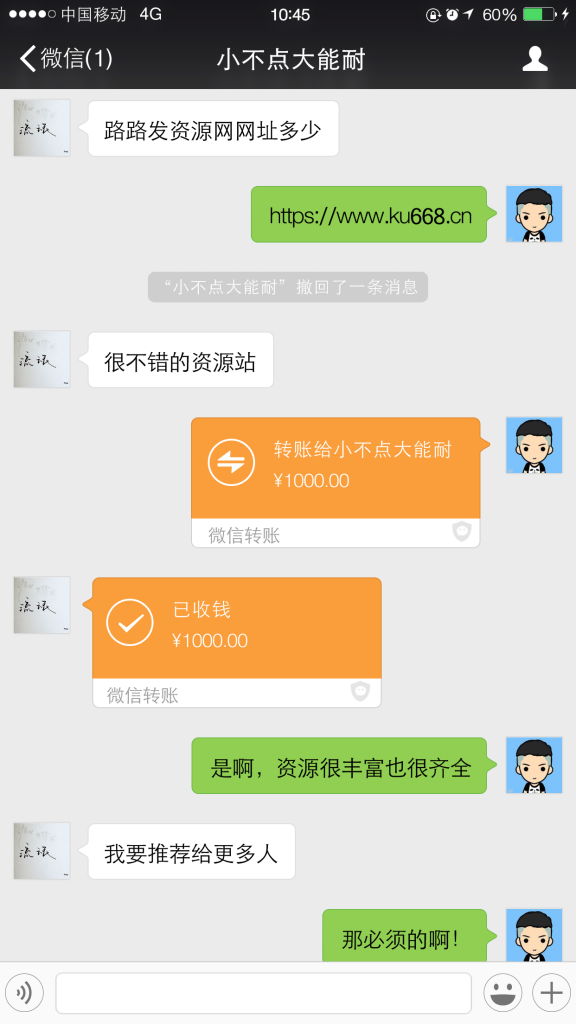 中国移动 4G 10:45 60%
微信(1) 小不点大能耐
路路发资源网网址多少
https://www.ku668.cn
“小不点大能耐”撤回了一条消息
很不错的资源站
转账给小不点大能耐
¥1000.00
微信转账
已收钱
¥1000.00
微信转账
是啊，资源很丰富也很齐全
我要推荐给更多人
那必须的啊！